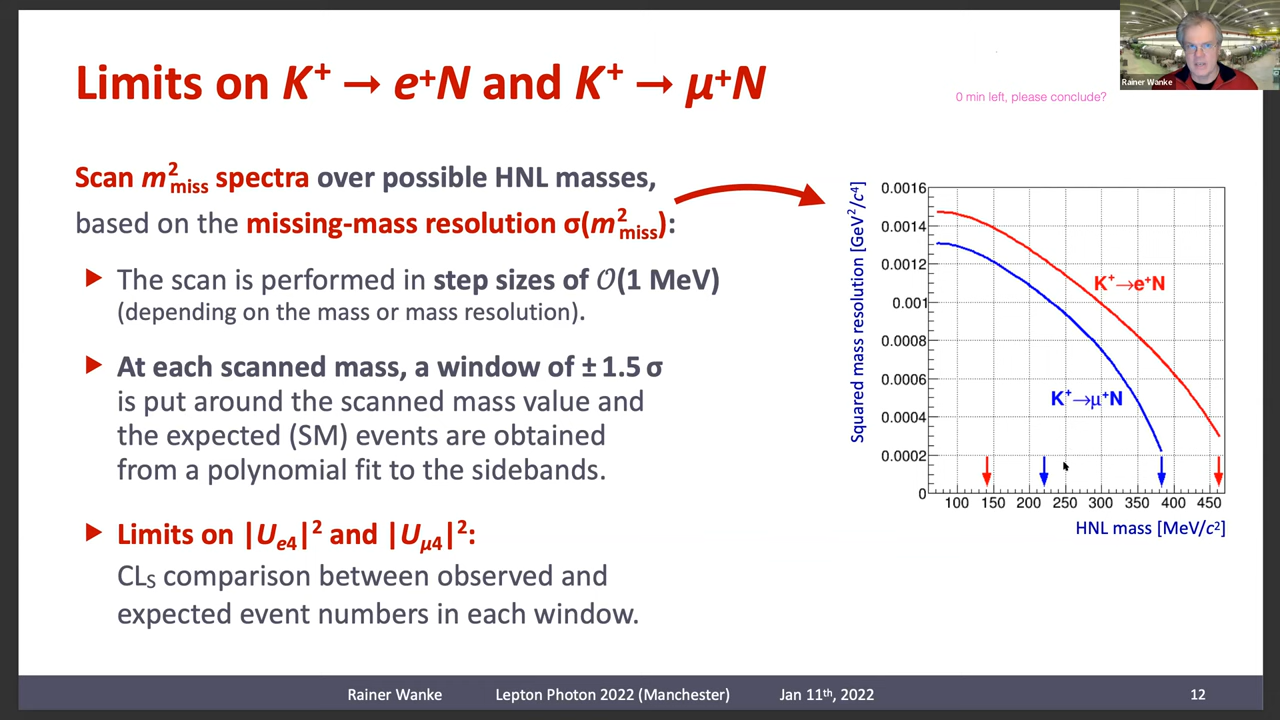 Limits on K⁺ → e⁺N and K⁺ → μ⁺N
Rainer Wanke
0 min left, please conclude?
Scan m²miss spectra over possible HNL masses,
based on the missing-mass resolution σ(m²miss):
▶ The scan is performed in step sizes of O(1 MeV)
(depending on the mass or mass resolution).
▶ At each scanned mass, a window of ± 1.5 σ
is put around the scanned mass value and
the expected (SM) events are obtained
from a polynomial fit to the sidebands.
▶ Limits on |Ue4|² and |Uμ4|²:
CLs comparison between observed and
expected event numbers in each window.
Squared mass resolution [GeV²/c⁴]
0.0016
0.0014
0.0012
0.001
0.0008
0.0006
0.0004
0.0002
0
K⁺→e⁺N
K⁺→μ⁺N
100 150 200 250 300 350 400 450
HNL mass [MeV/c²]
Rainer Wanke Lepton Photon 2022 (Manchester) Jan 11th, 2022 12